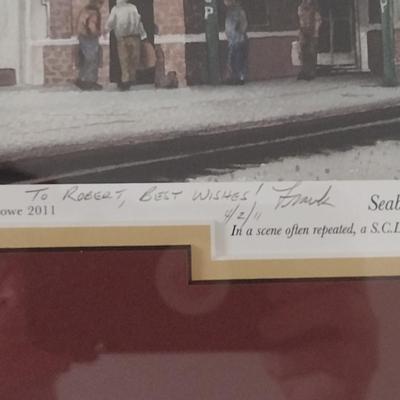 P
To Robert, Best Wishes! Frank
4/2/11
owe 2011
Seab
In a scene often repeated, a S.C.L